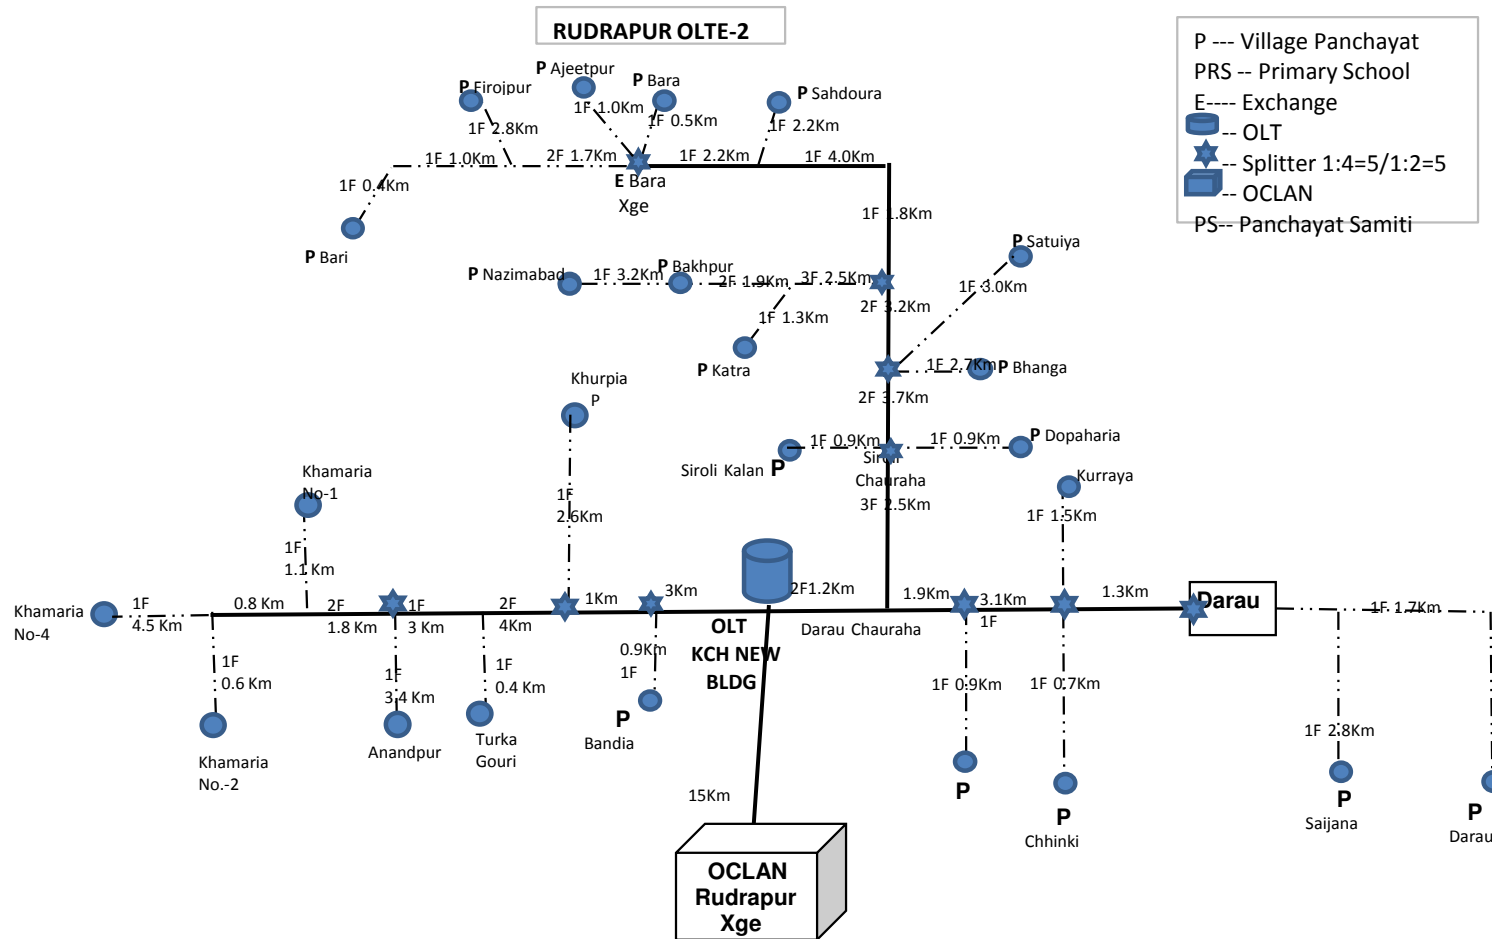 RUDRAPUR OLTE-2
P --- Village Panchayat
PRS -- Primary School
E---- Exchange
-- OLT
-- Splitter 1:4=5/1:2=5
-- OCLAN
PS-- Panchayat Samiti
P Ajeetpur
P Firojpur
P Bara
P Sahdoura
1F 1.0Km
1F 0.5Km
1F 2.2Km
1F 2.8Km
1F 1.0Km
2F 1.7Km
1F 2.2Km
1F 4.0Km
1F 0.4Km
E Bara
Xge
1F 1.8Km
P Bari
P Satuiya
P Nazimabad
1F 3.2Km
P Bakhpur
2F 1.9Km
3F 2.5Km
1F 3.0Km
2F 3.2Km
1F 1.3Km
P Katra
1F 2.7Km
P Bhanga
Khurpia
P
2F 3.7Km
1F 0.9Km
1F 0.9Km
P Dopaharia
Siroli Kalan P
Siroli
Chauraha
Khamaria
No-1
Kurraya
1F
2.6Km
3F 2.5Km
1F 1.5Km
1F
1.1 Km
2F1.2Km
Khamaria
No-4
1F
4.5 Km
0.8 Km
2F
1.8 Km
1F
3 Km
2F
4Km
1Km
3Km
1.9Km
3.1Km
1F
1.3Km
Darau
1F 1.7Km
OLT
KCH NEW
BLDG
Darau Chauraha
1F
0.6 Km
1F
3.4 Km
1F
0.4 Km
0.9Km
1F
1F 0.9Km
1F 0.7Km
1F 2.8Km
Khamaria
No.-2
Anandpur
Turka
Gouri
P
Bandia
P
P
Chhinki
P
Saijana
P
Darau
15Km
OCLAN
Rudrapur
Xge